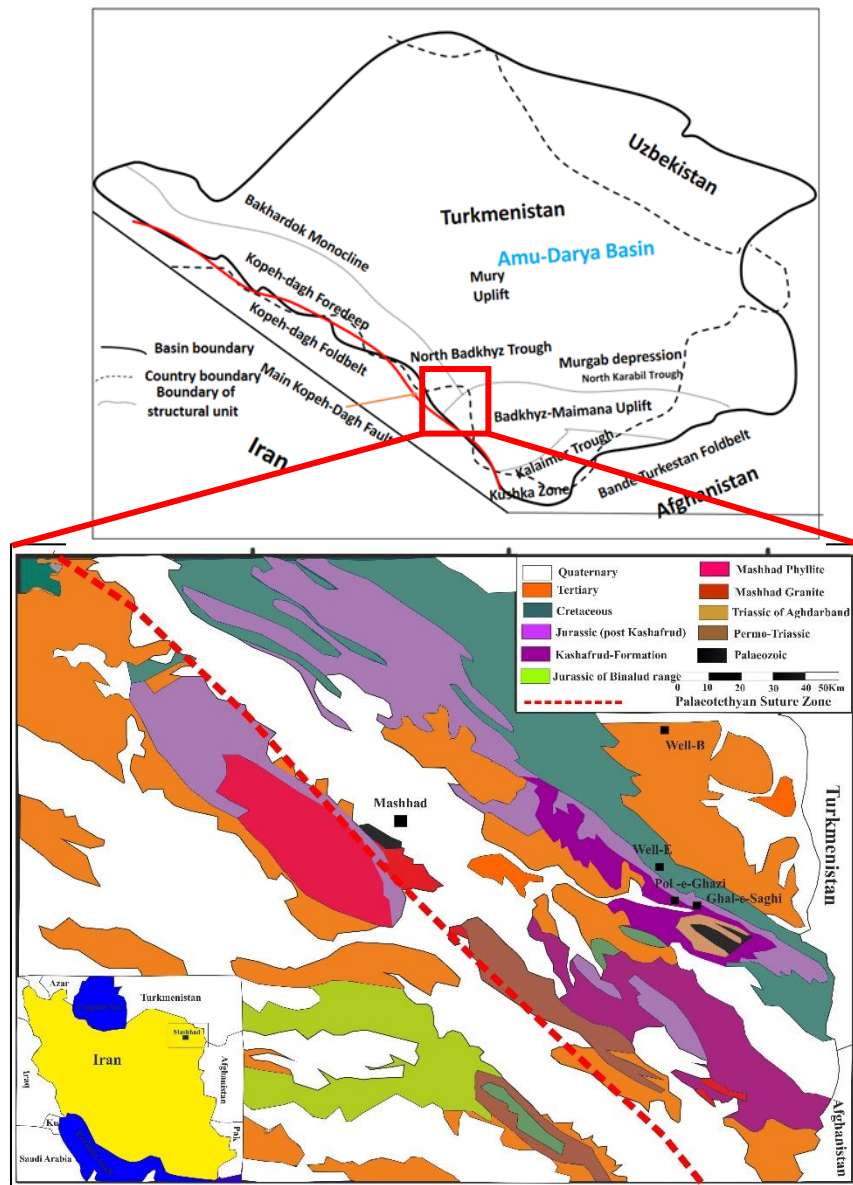 Uzbekistan
Turkmenistan
Bakhardok Monocline
Amu-Darya Basin
Mury
Uplift
Kopeh-dagh Foredeep
Kopeh-dagh Foldbelt
North Badkhyz Trough
Murgab depression
North Karabil Trough
Basin boundary
Country boundary
Boundary of
structural unit
Main Kopeh-Dagh Fault
Badkhyz-Maimana Uplift
Iran
Kalaimor Trough
Kushka Zone
Bande Turkestan Foldbelt
Afghanistan
Quaternary
Tertiary
Cretaceous
Jurassic (post Kashafrud)
Kashafrud-Formation
Jurassic of Binalud range
Mashhad Phyllite
Mashhad Granite
Triassic of Aghdarband
Permo-Triassic
Palaeozoic
0 10 20 30 40 50Km
Palaeotethyan Suture Zone
Well-B
Mashhad
Turkmenistan
Well-E
Pol -e-Ghazi
Ghal-e-Saghi
Afghanistan
Azar
Turkmenistan
Mashhad
Iran
Iraq
Afghanistan
Ku
Pak
Saudi Arabia